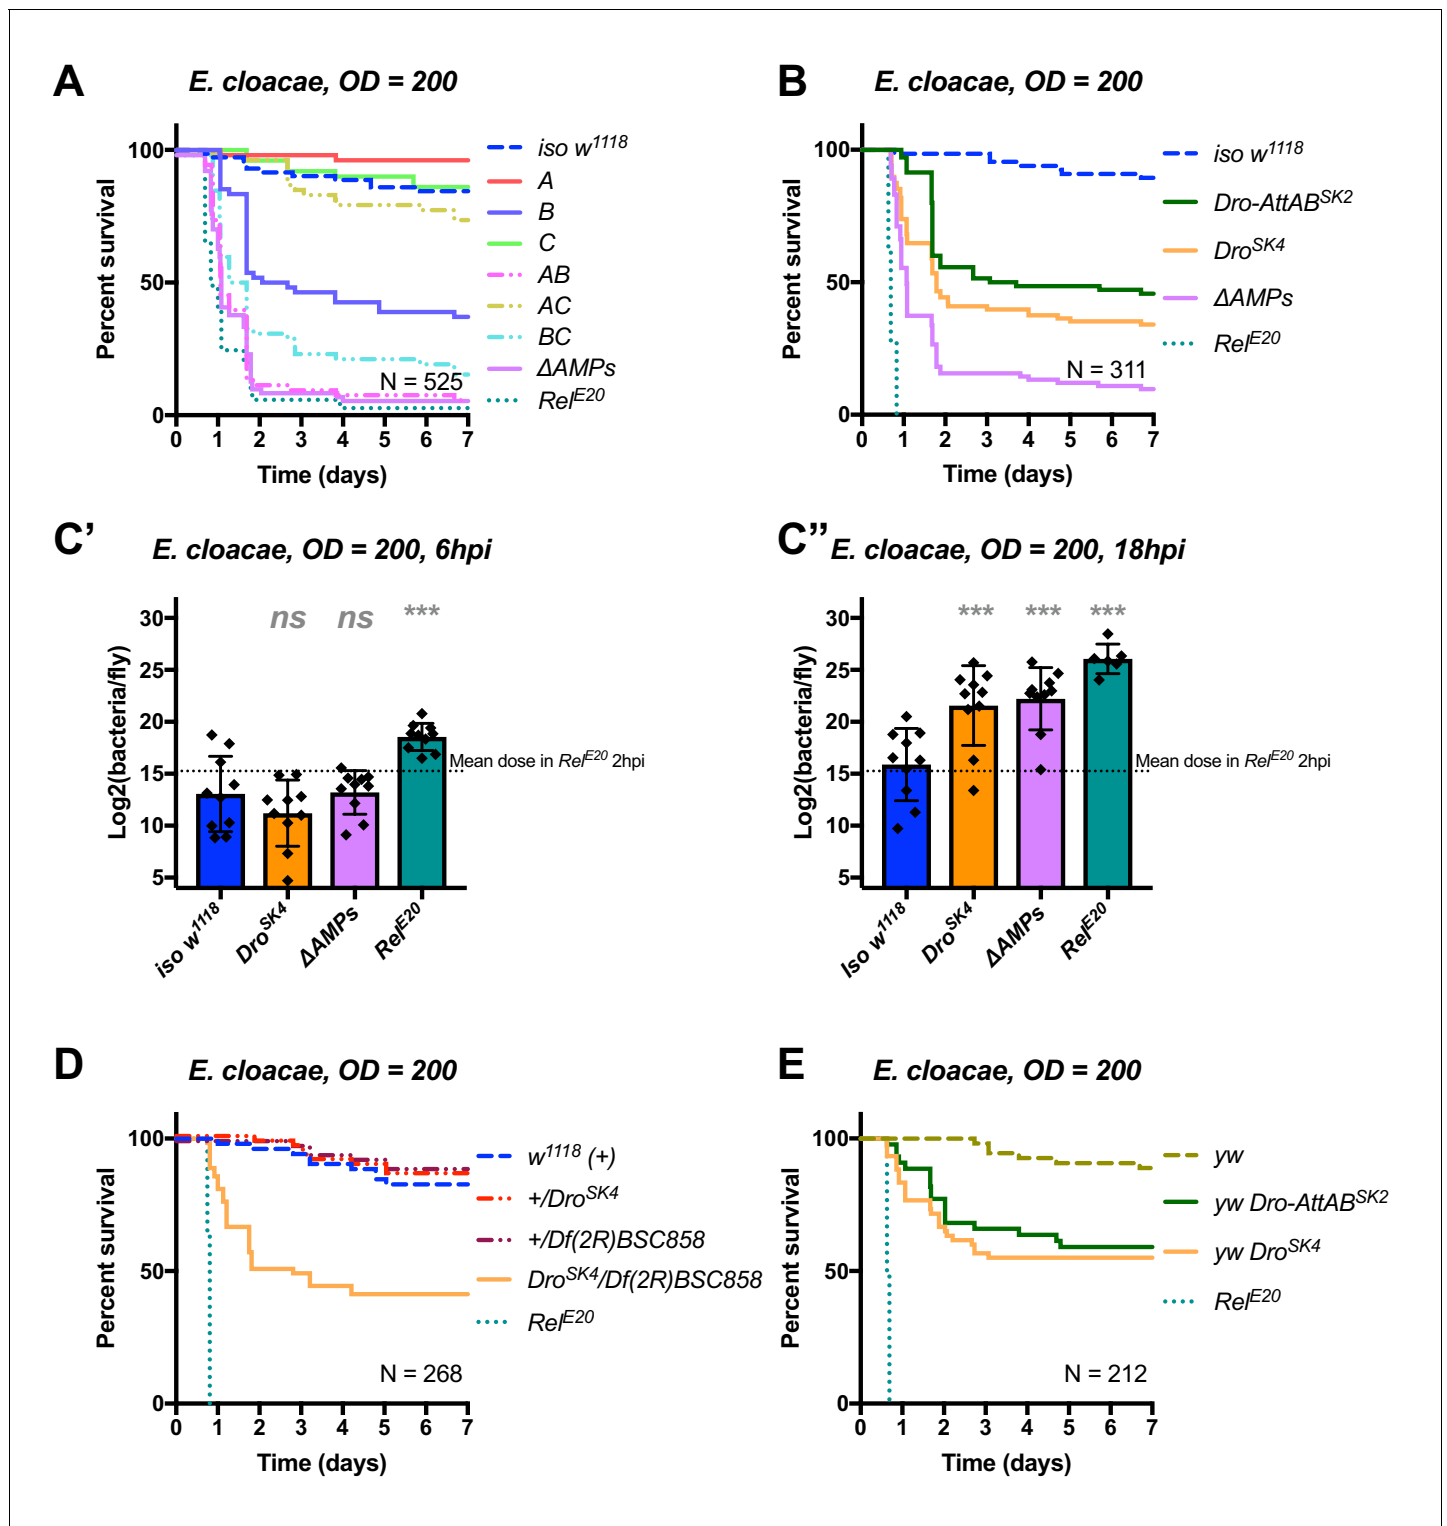 A
E. cloacae, OD = 200
Percent survival
100
50
0
0 1 2 3 4 5 6 7
Time (days)
N = 525
iso w1118
A
B
C
AB
AC
BC
ΔAMPs
RelE20
B
E. cloacae, OD = 200
Percent survival
100
50
0
0 1 2 3 4 5 6 7
Time (days)
N = 311
iso w1118
Dro-AttABSK2
DroSK4
ΔAMPs
RelE20
C’
E. cloacae, OD = 200, 6hpi
Log2(bacteria/fly)
30
25
20
15
10
5
ns ns ***
Mean dose in RelE20 2hpi
iso w1118
DroSK4
ΔAMPs
RelE20
C”
E. cloacae, OD = 200, 18hpi
Log2(bacteria/fly)
30
25
20
15
10
5
*** *** ***
Mean dose in RelE20 2hpi
Iso w1118
DroSK4
ΔAMPs
RelE20
D
E. cloacae, OD = 200
Percent survival
100
50
0
0 1 2 3 4 5 6 7
Time (days)
N = 268
w1118 (+)
+/DroSK4
+/Df(2R)BSC858
DroSK4/Df(2R)BSC858
RelE20
E
E. cloacae, OD = 200
Percent survival
100
50
0
0 1 2 3 4 5 6 7
Time (days)
N = 212
yw
yw Dro-AttABSK2
yw DroSK4
RelE20